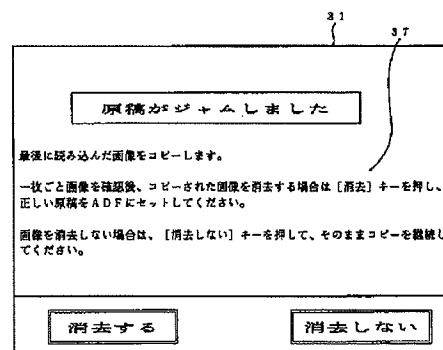 31
37
原稿がジャムしました
最後に読み込んだ画像をコピーします。
一枚ごと画像を確認後、コピーされた画像を消去する場合は［消去］キーを押し、
正しい原稿をADFにセットしてください。
画像を消去しない場合は、［消去しない］キーを押して、そのままコピーを継続し
てください。
消去する
消去しない